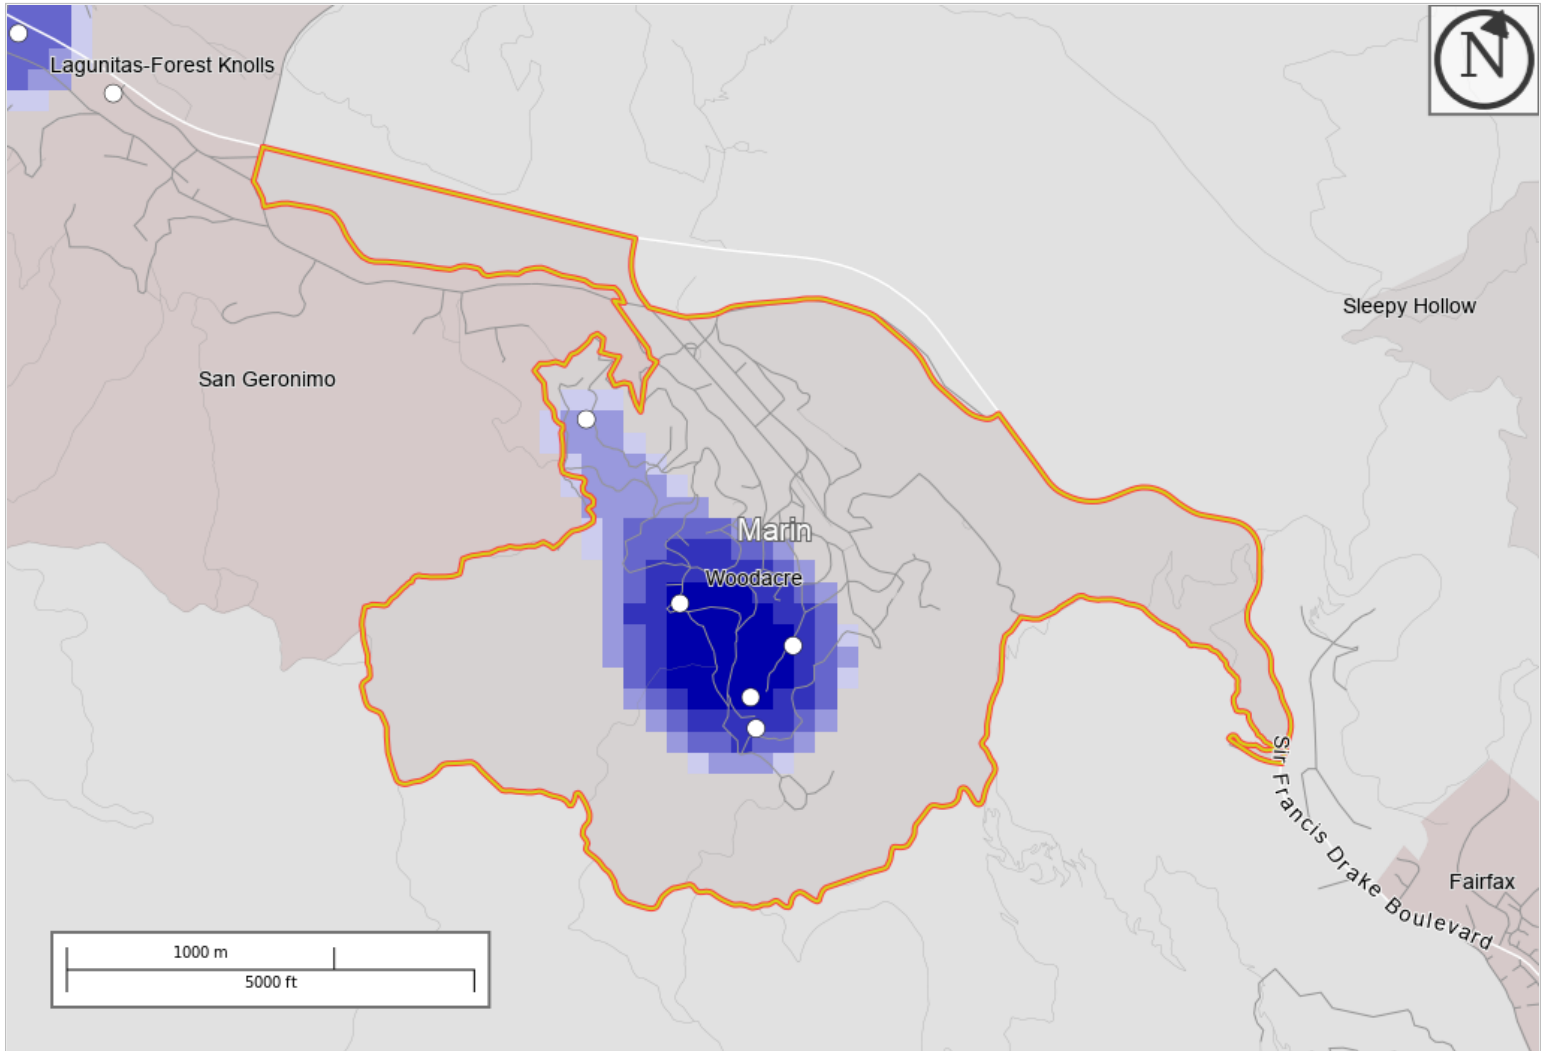 N
Lagunitas-Forest Knolls
Sleepy Hollow
San Geronimo
Marin
Woodacre
Sir Francis Drake Boulevard
Fairfax
1000 m
5000 ft